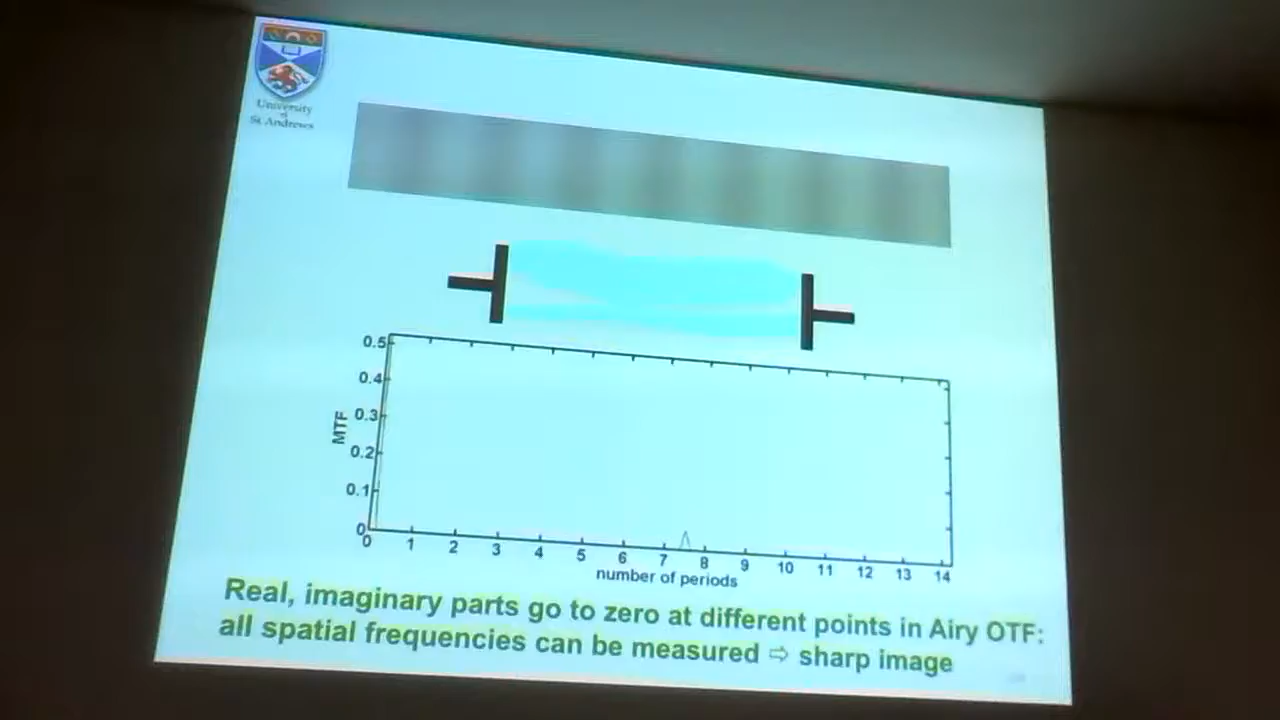 University
of
St Andrews
0.5
0.4
0.3
0.2
0.1
0
MTF
0 1 2 3 4 5 6 7 8 9 10 11 12 13 14
number of periods
Real, imaginary parts go to zero at different points in Airy OTF:
all spatial frequencies can be measured ⇨ sharp image